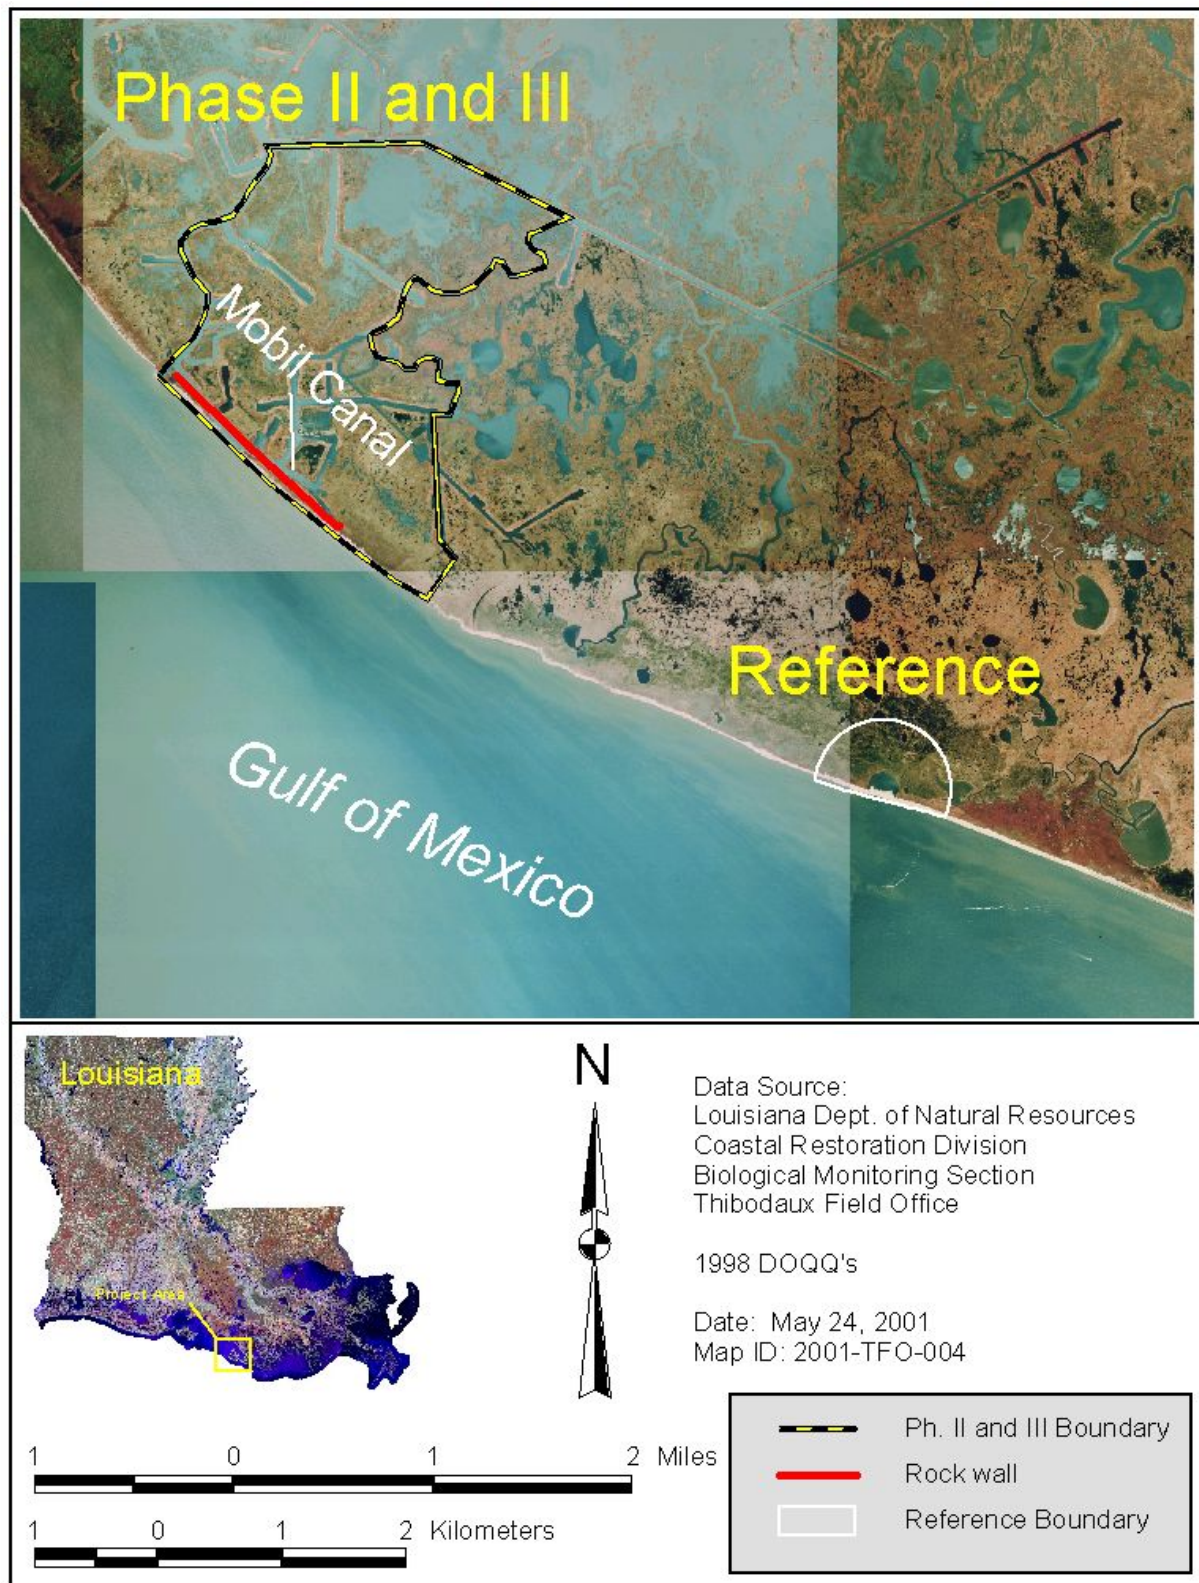 Phase II and III
Mobil Canal
Reference
Gulf of Mexico
Louisiana
Project Area
N
Data Source:
Louisiana Dept. of Natural Resources
Coastal Restoration Division
Biological Monitoring Section
Thibodaux Field Office
1998 DOQQ's
Date: May 24, 2001
Map ID: 2001-TFO-004
1 0 1 2 Miles
1 0 1 2 Kilometers
Ph. II and III Boundary
Rock wall
Reference Boundary